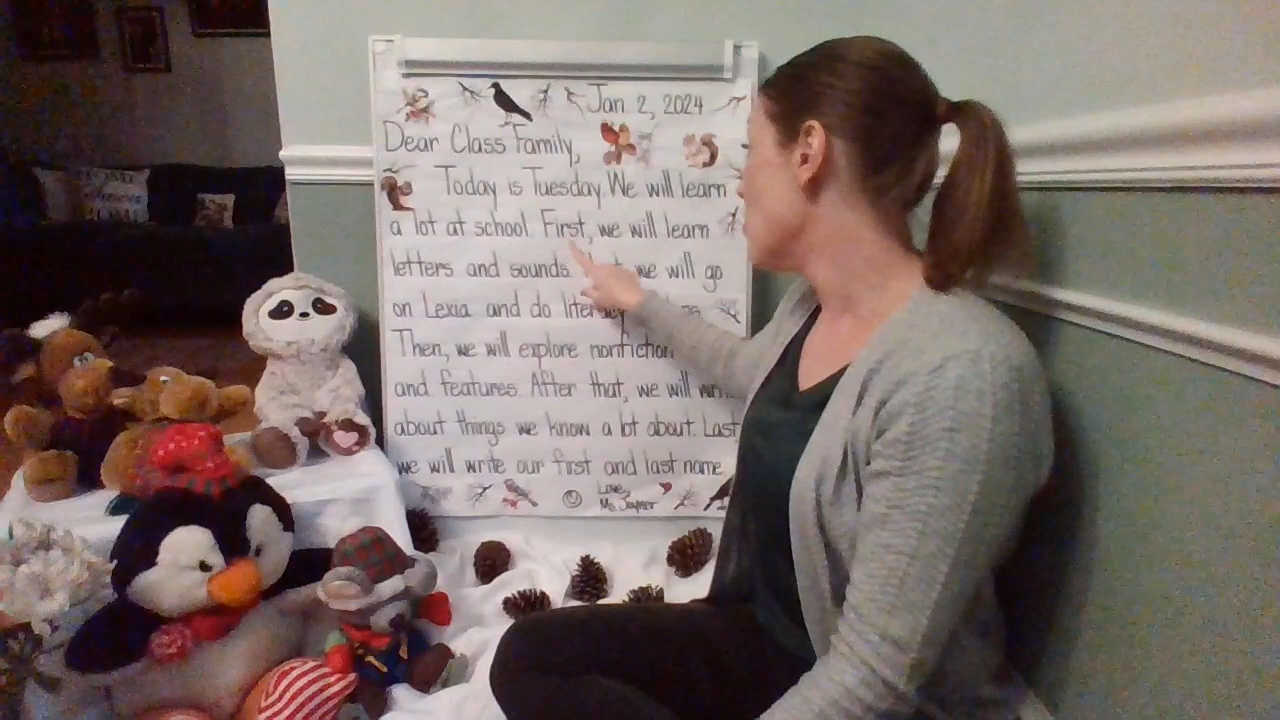 Jan. 2, 2024
Dear Class Family,
Today is Tuesday. We will learn
a lot at school. First, we will learn
letters and sounds. we will go
on Lexia and do
Then, we will explore nonfiction
and features. After that, we will
about things we know a lot about. Last
we will write our first and last name
Love,
Ms. Joyner